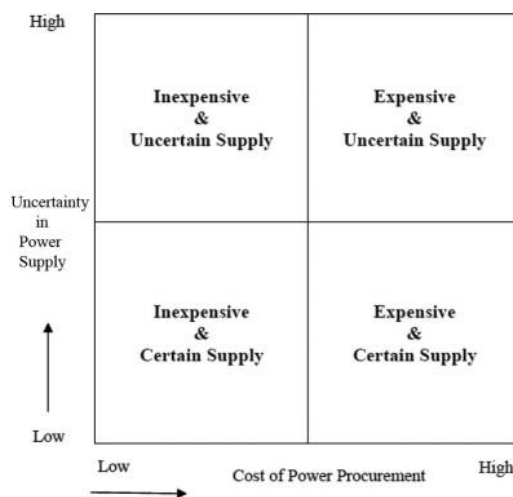 High
Inexpensive
&
Uncertain Supply
Expensive
&
Uncertain Supply
Uncertainty
in
Power
Supply
Inexpensive
&
Certain Supply
Expensive
&
Certain Supply
Low
Low
Cost of Power Procurement
High